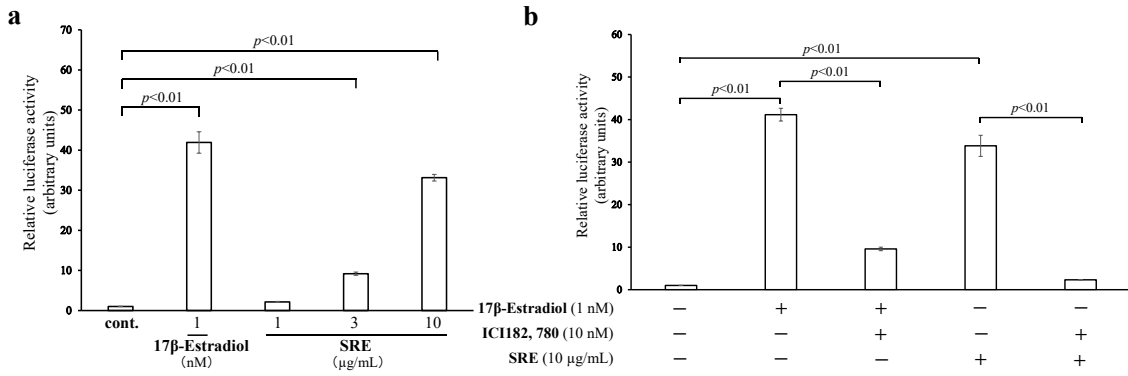 a
Relative luciferase activity
(arbitrary units)
70
60
50
40
30
20
10
0
p<0.01
p<0.01
p<0.01
cont. 1 1 3 10
17β-Estradiol SRE
(nM) (μg/mL)
b
Relative luciferase activity
(arbitrary units)
60
50
40
30
20
10
0
p<0.01
p<0.01
p<0.01
p<0.01
17β-Estradiol (1 nM) − + + − −
ICI182, 780 (10 nM) − − + − +
SRE (10 μg/mL) − − − + +